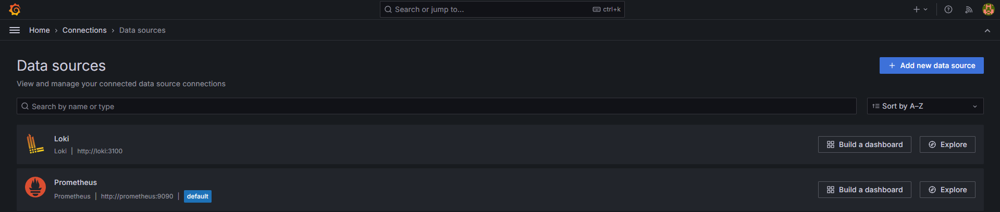 Search or jump to... ctrl+k
Home > Connections > Data sources
Data sources
Add new data source
View and manage your connected data source connections
Search by name or type
Sort by A–Z
Loki
Loki | http://loki:3100
Build a dashboard
Explore
Prometheus
Prometheus | http://prometheus:9090 | default
Build a dashboard
Explore